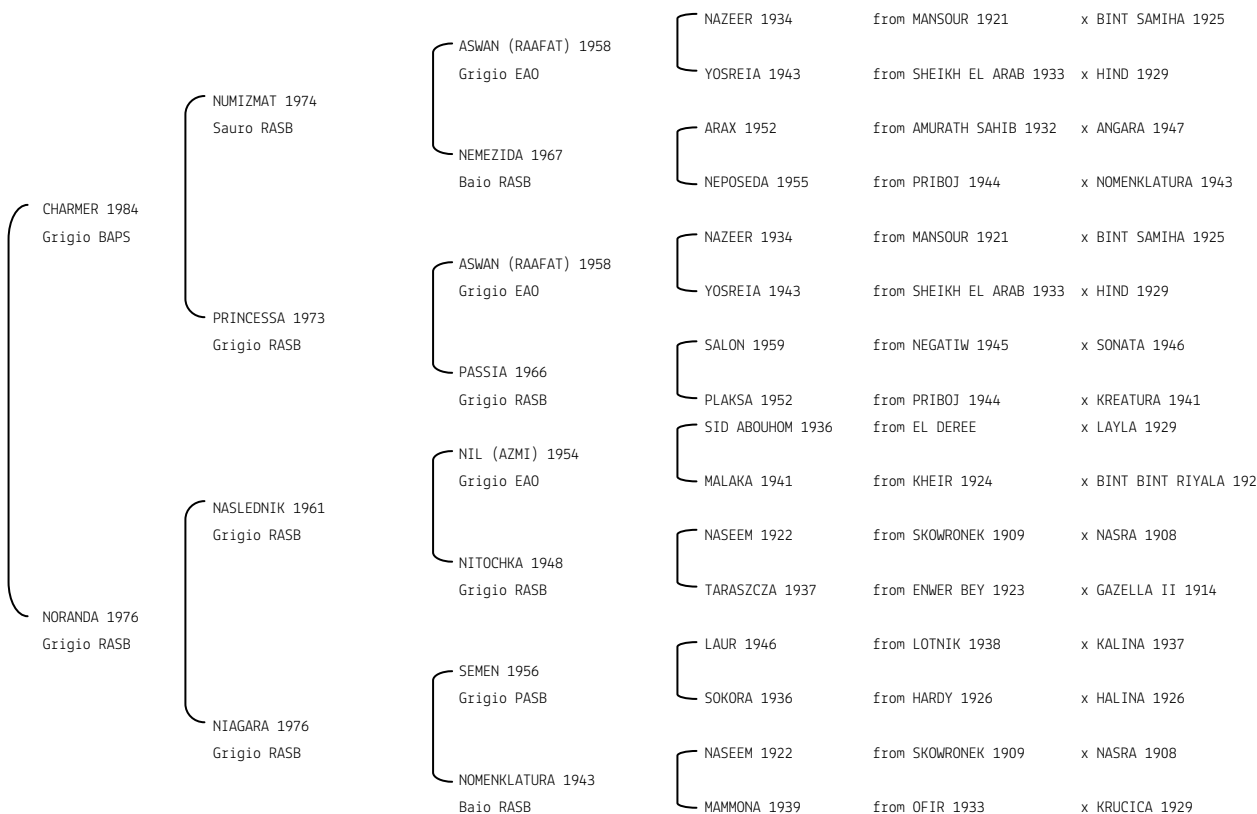 NAZEER 1934 from MANSOUR 1921 x BINT SAMIHA 1925
ASWAN (RAAFAT) 1958
Grigio EAO YOSREIA 1943 from SHEIKH EL ARAB 1933 x HIND 1929
NUMIZMAT 1974
Sauro RASB ARAX 1952 from AMURATH SAHIB 1932 x ANGARA 1947
NEMEZIDA 1967
Baio RASB NEPOSEDA 1955 from PRIBOJ 1944 x NOMENKLATURA 1943
CHARMER 1984
Grigio BAPS NAZEER 1934 from MANSOUR 1921 x BINT SAMIHA 1925
ASWAN (RAAFAT) 1958
Grigio EAO YOSREIA 1943 from SHEIKH EL ARAB 1933 x HIND 1929
PRINCESSA 1973
Grigio RASB SALON 1959 from NEGATIW 1945 x SONATA 1946
PASSIA 1966
Grigio RASB PLAKSA 1952 from PRIBOJ 1944 x KREATURA 1941
SID ABOUHOM 1936 from EL DEREE x LAYLA 1929
NIL (AZMI) 1954
Grigio EAO MALAKA 1941 from KHEIR 1924 x BINT BINT RIYALA 192
NASLEDNIK 1961
Grigio RASB NASEEM 1922 from SKOWRONEK 1909 x NASRA 1908
NITOCHKA 1948
Grigio RASB TARASZCZA 1937 from ENWER BEY 1923 x GAZELLA II 1914
NORANDA 1976
Grigio RASB LAUR 1946 from LOTNIK 1938 x KALINA 1937
SEMEN 1956
Grigio PASB SOKORA 1936 from HARDY 1926 x HALINA 1926
NIAGARA 1976
Grigio RASB NASEEM 1922 from SKOWRONEK 1909 x NASRA 1908
NOMENKLATURA 1943
Baio RASB MAMMONA 1939 from OFIR 1933 x KRUCICA 1929